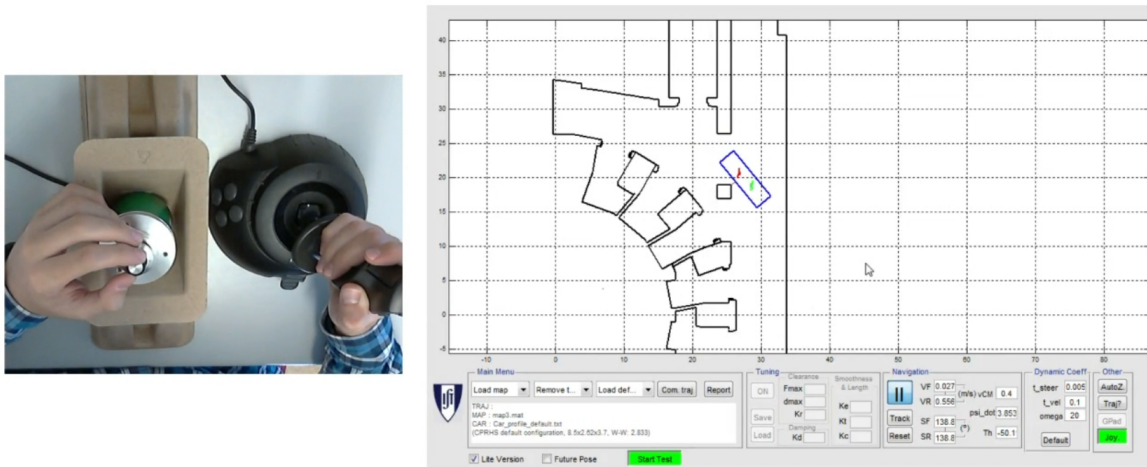 40
35
30
25
20
15
10
5
0
-5
-10 0 10 20 30 40 50 60 70 80
Main Menu
Load map Remove t... Load def... Com. traj Report
TRAJ :
MAP : map3.mat
CAR : Car_profile_default.txt
(CPRHS default configuration, 8.5x2.62x3.7, W-W: 2.833)
Lite Version Future Pose Start Test
Tuning
ON
Save
Load
Clearance
Fmax
dmax
Kr
Damping
Kd
Smoothness
& Length
Ke
Kt
Kc
Navigation
Track
Reset
VF 0.027
VR 0.556
(m/s) vCM 0.4
psi_dot 3.853
SF 138.8
SR 138.8
(°)
Th -50.1
Dynamic Coeff
t_steer 0.005
t_vel 0.1
omega 20
Default
Other
AutoZ.
Traj?
GPad
Joy.